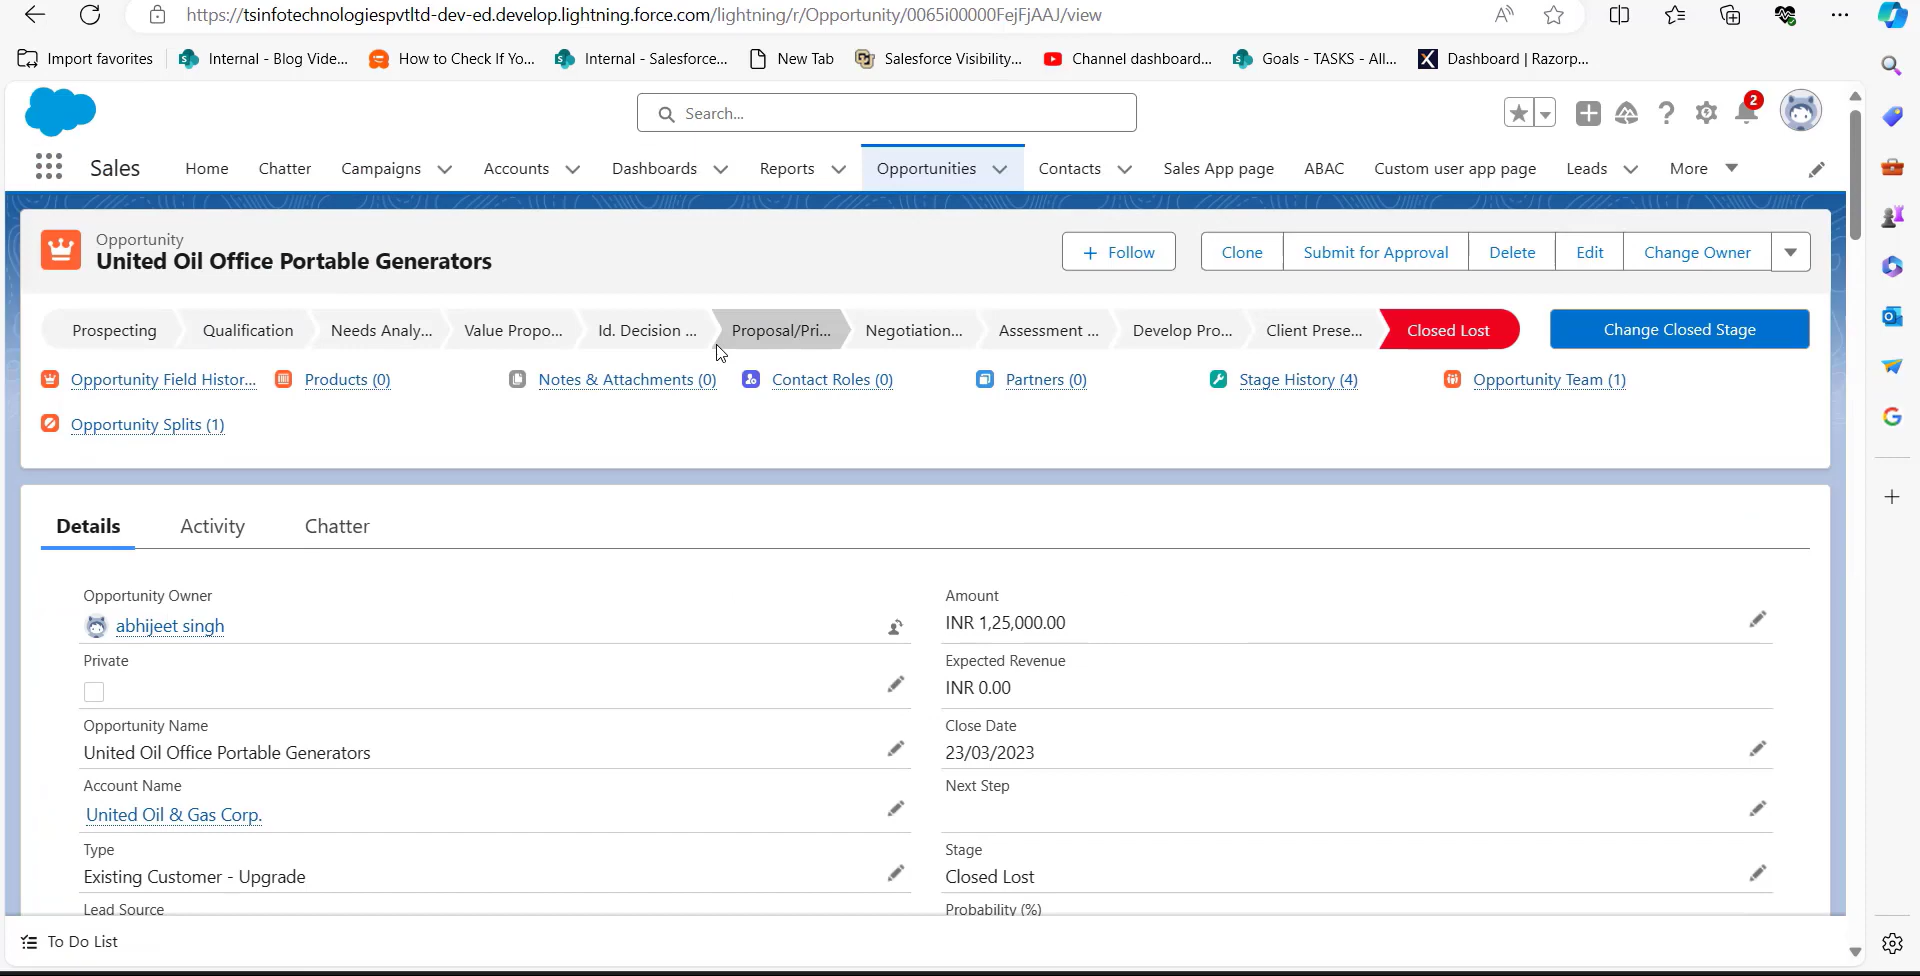 https://tsinfotechnologiespvtltd-dev-ed.develop.lightning.force.com/lightning/r/Opportunity/0065i00000FejFjAAJ/view
Import favorites Internal - Blog Vide... How to Check If Yo... Internal - Salesforce... New Tab Salesforce Visibility... Channel dashboard... Goals - TASKS - All... Dashboard | Razorp...
Search... 2
Sales Home Chatter Campaigns Accounts Dashboards Reports Opportunities Contacts Sales App page ABAC Custom user app page Leads More
Opportunity
United Oil Office Portable Generators
+ Follow Clone Submit for Approval Delete Edit Change Owner
Prospecting Qualification Needs Analy... Value Propo... Id. Decision ... Proposal/Pri... Negotiation... Assessment ... Develop Pro... Client Prese... Closed Lost Change Closed Stage
Opportunity Field Histor... Products (0) Notes & Attachments (0) Contact Roles (0) Partners (0) Stage History (4) Opportunity Team (1)
Opportunity Splits (1)
Details Activity Chatter
Opportunity Owner
abhijeet singh
Amount
INR 1,25,000.00
Private
Expected Revenue
INR 0.00
Opportunity Name
United Oil Office Portable Generators
Close Date
23/03/2023
Account Name
United Oil & Gas Corp.
Next Step
Type
Existing Customer - Upgrade
Stage
Closed Lost
Lead Source
Probability (%)
To Do List